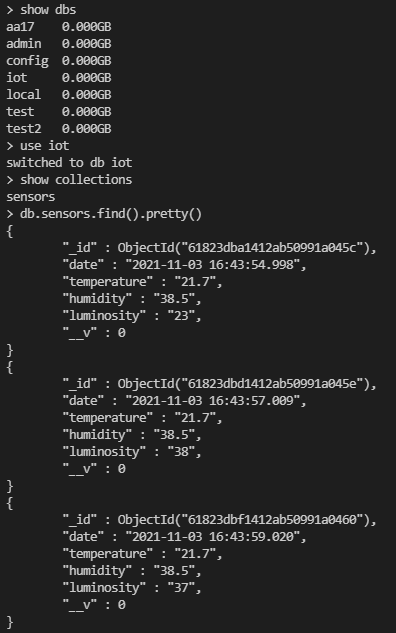 > show dbs
aa17    0.000GB
admin   0.000GB
config  0.000GB
iot     0.000GB
local   0.000GB
test    0.000GB
test2   0.000GB
> use iot
switched to db iot
> show collections
sensors
> db.sensors.find().pretty()
{
        "_id" : ObjectId("61823dba1412ab50991a045c"),
        "date" : "2021-11-03 16:43:54.998",
        "temperature" : "21.7",
        "humidity" : "38.5",
        "luminosity" : "23",
        "__v" : 0
}
{
        "_id" : ObjectId("61823dbd1412ab50991a045e"),
        "date" : "2021-11-03 16:43:57.009",
        "temperature" : "21.7",
        "humidity" : "38.5",
        "luminosity" : "38",
        "__v" : 0
}
{
        "_id" : ObjectId("61823dbf1412ab50991a0460"),
        "date" : "2021-11-03 16:43:59.020",
        "temperature" : "21.7",
        "humidity" : "38.5",
        "luminosity" : "37",
        "__v" : 0
}